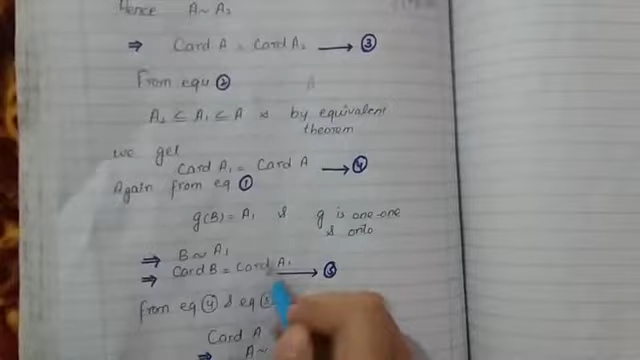 Hence A ~ A₂
⇒ Card A = Card A₂ → ③
From equ ②
A₂ ⊆ A₁ ⊆ A & by equivalent
theorem
we get
Card A₁ = Card A → ④
Again from eq ①
g(B) = A₁ & g is one-one
& onto
⇒ B ~ A₁
⇒ Card B = Card A₁ → ⑤
from eq ④ & eq ⑤
Card A
⇒ A ~